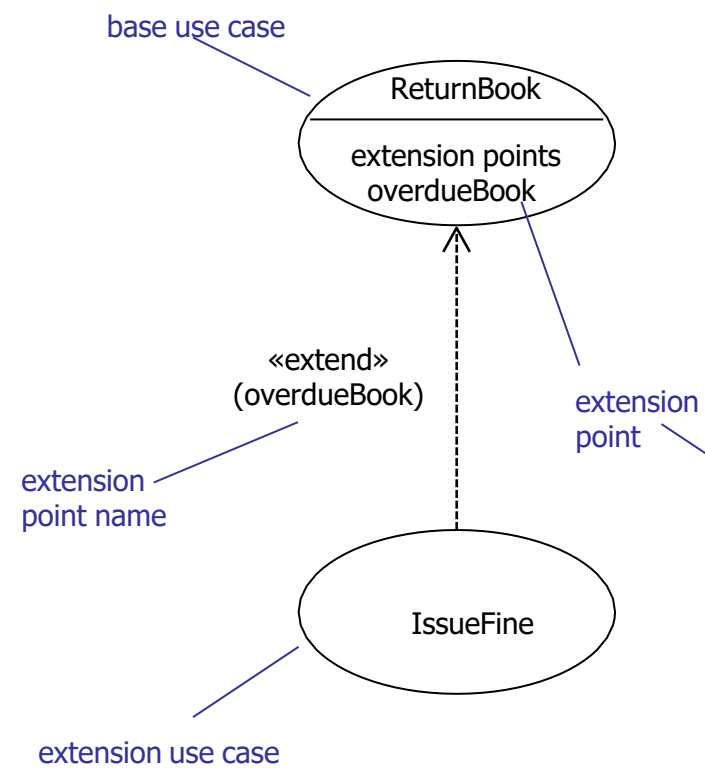 base use case
ReturnBook
extension points
overdueBook
«extend»
(overdueBook)
extension
point
extension
point name
IssueFine
extension use case